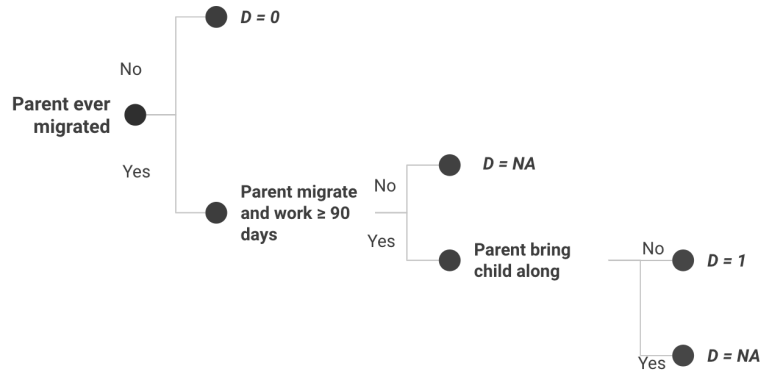 D = 0
No
Parent ever
migrated
Yes
Parent migrate
and work ≥ 90
days
No
D = NA
Yes
Parent bring
child along
No
D = 1
Yes
D = NA